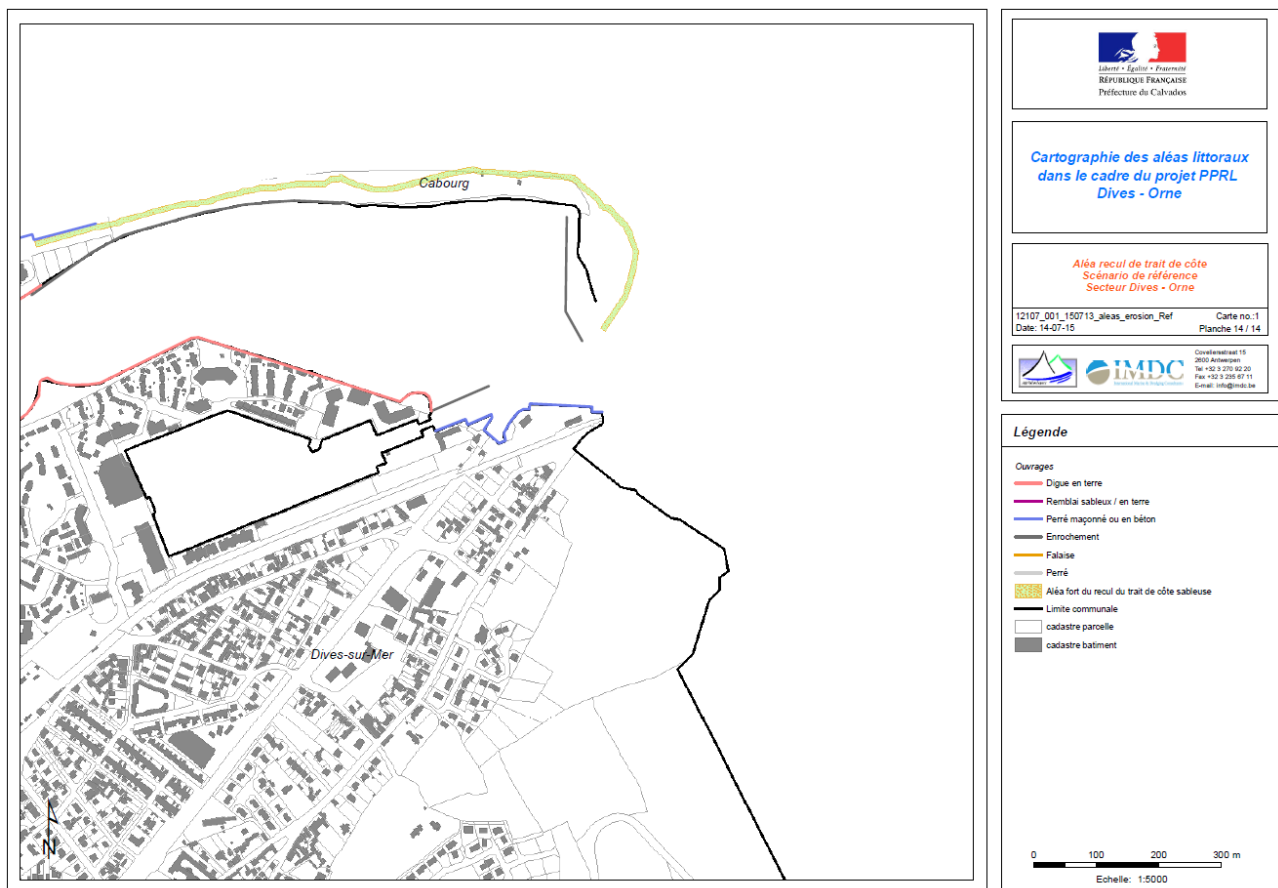 Cabourg
Dives-sur-Mer
N
Liberté • Égalité • Fraternité
RÉPUBLIQUE FRANÇAISE
Préfecture du Calvados
Cartographie des aléas littoraux
dans le cadre du projet PPRL
Dives - Orne
Aléa recul de trait de côte
Scénario de référence
Secteur Dives - Orne
12107_001_150713_aleas_erosion_Ref Carte no.:1
Date: 14-07-15 Planche 14 / 14
IMDC
Coveliersstraat 15
2600 Antwerpen
Tel +32 3 270 92 20
Fax +32 3 235 67 11
E-mail: info@imdc.be
Légende
Ouvrages
Digue en terre
Remblai sableux / en terre
Perré maçonné ou en béton
Enrochement
Falaise
Perré
Aléa fort du recul du trait de côte sableuse
Limite communale
cadastre parcelle
cadastre batiment
0 100 200 300 m
Echelle: 1:5000